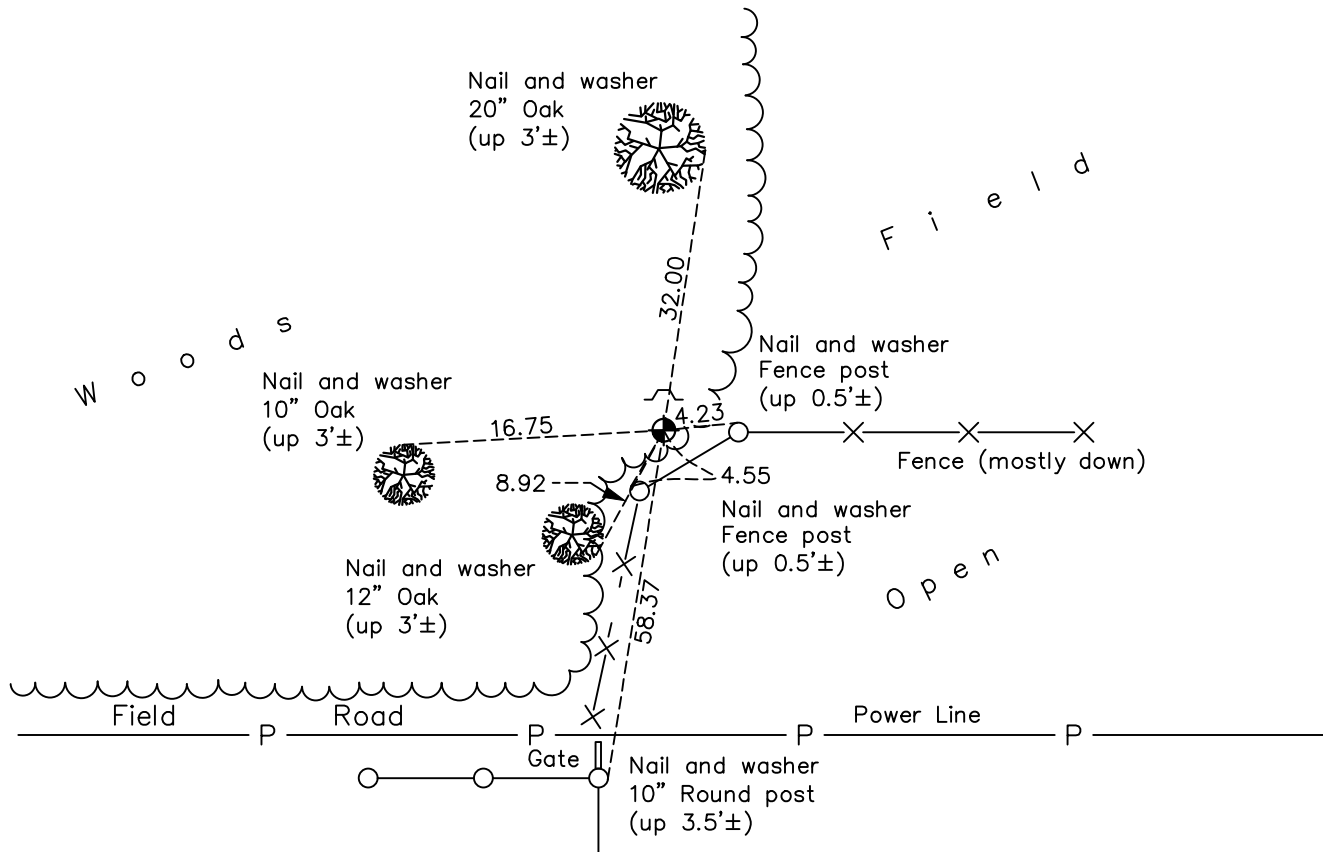 Nail and washer
20” Oak
(up 3’±)
Field
32.00
Woods
Nail and washer
Fence post
(up 0.5’±)
Nail and washer
10” Oak
(up 3’±)
16.75
4.23
Fence (mostly down)
8.92
4.55
Nail and washer
Fence post
(up 0.5’±)
Nail and washer
12” Oak
(up 3’±)
58.37
Open
Field Road
Power Line
P P P P
Gate
Nail and washer
10” Round post
(up 3.5’±)